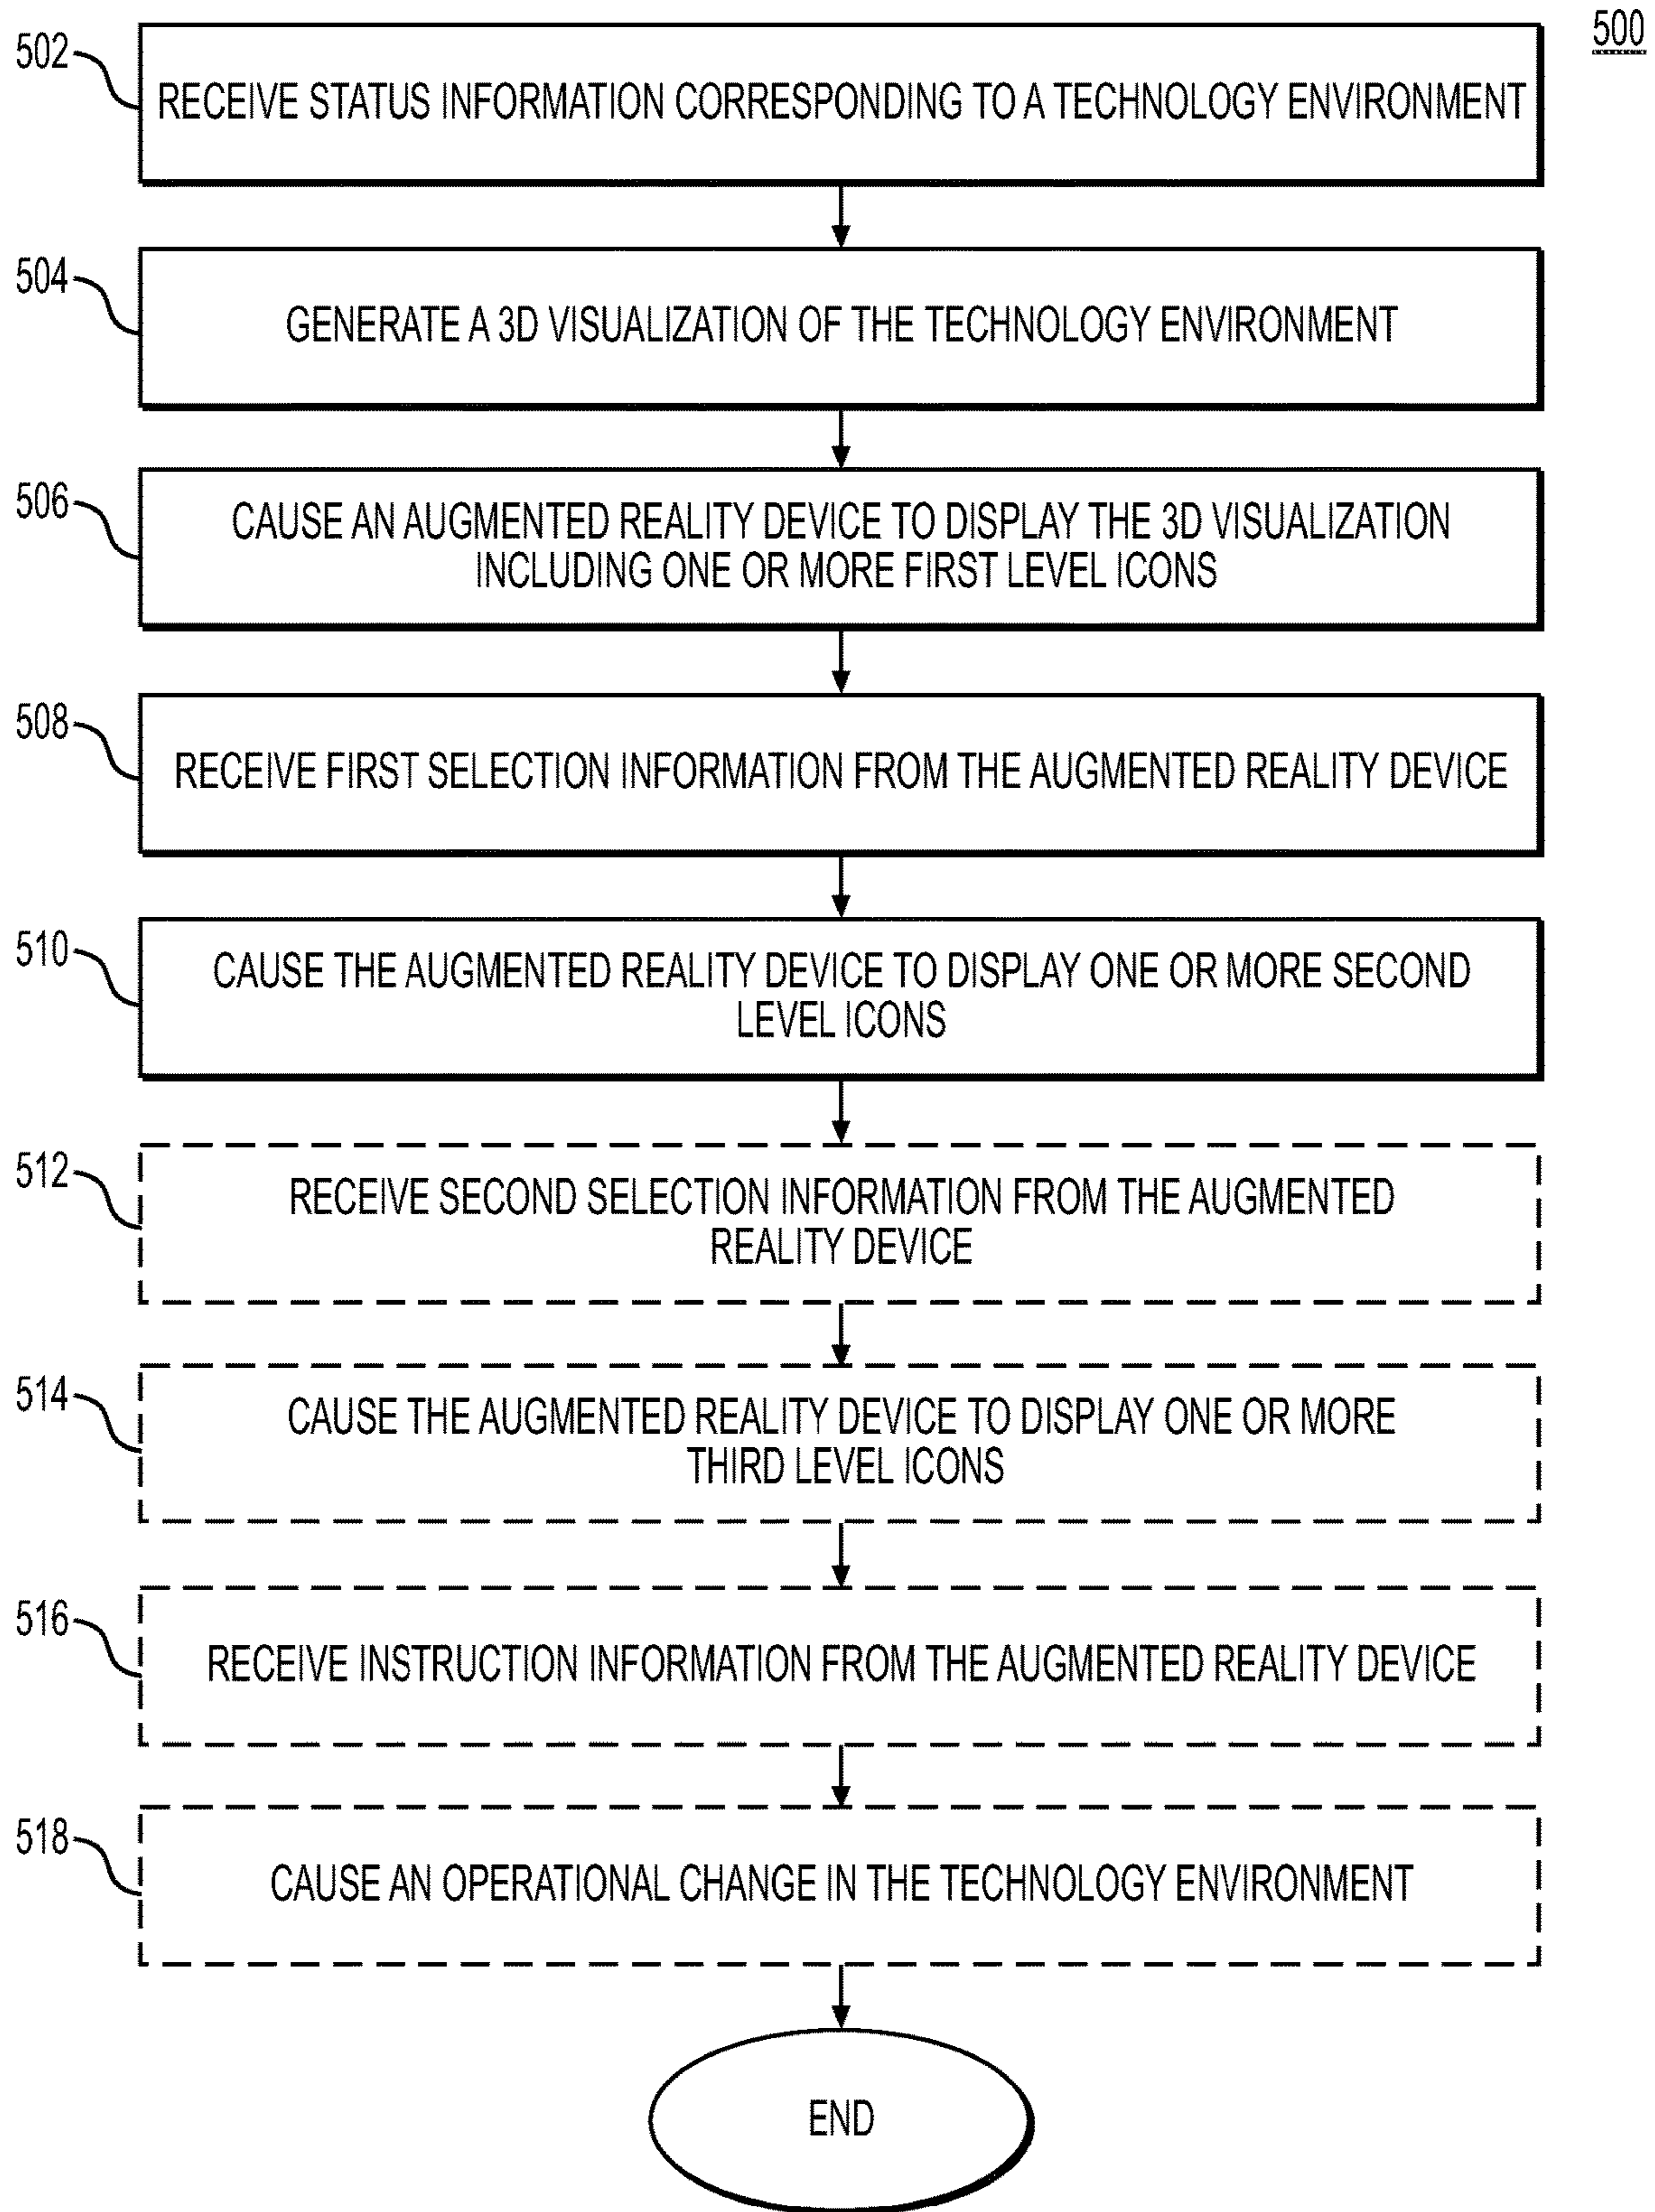 500
502
RECEIVE STATUS INFORMATION CORRESPONDING TO A TECHNOLOGY ENVIRONMENT
504
GENERATE A 3D VISUALIZATION OF THE TECHNOLOGY ENVIRONMENT
506
CAUSE AN AUGMENTED REALITY DEVICE TO DISPLAY THE 3D VISUALIZATION
INCLUDING ONE OR MORE FIRST LEVEL ICONS
508
RECEIVE FIRST SELECTION INFORMATION FROM THE AUGMENTED REALITY DEVICE
510
CAUSE THE AUGMENTED REALITY DEVICE TO DISPLAY ONE OR MORE SECOND
LEVEL ICONS
512
RECEIVE SECOND SELECTION INFORMATION FROM THE AUGMENTED
REALITY DEVICE
514
CAUSE THE AUGMENTED REALITY DEVICE TO DISPLAY ONE OR MORE
THIRD LEVEL ICONS
516
RECEIVE INSTRUCTION INFORMATION FROM THE AUGMENTED REALITY DEVICE
518
CAUSE AN OPERATIONAL CHANGE IN THE TECHNOLOGY ENVIRONMENT
END